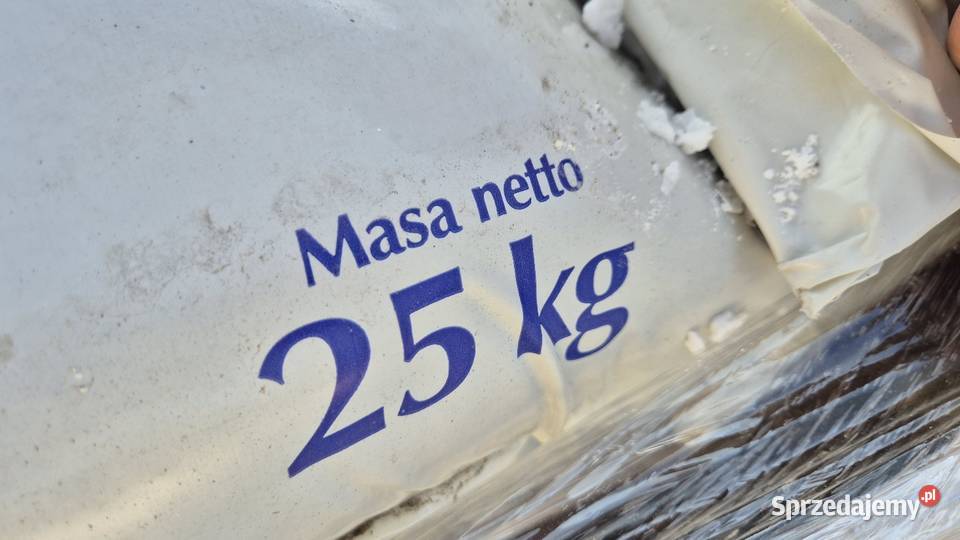 Masa netto
25 kg
Sprzedajemy.pl